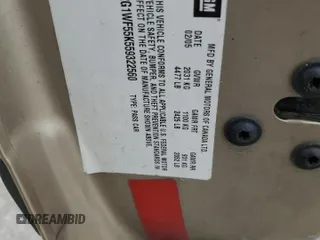 GM
MFD BY GENERAL MOTORS OF CANADA LTD.
DATE GVWR GAWR FRT GAWR RR
02/05 2031 KG 1100 KG 931 KG
4477 LB 2425 LB 2052 LB
THIS VEHICLE CONFORMS TO ALL APPLICABLE U.S. FEDERAL MOTOR
VEHICLE SAFETY, BUMPER, AND THEFT PREVENTION STANDARDS IN
EFFECT ON THE DATE OF MANUFACTURE SHOWN ABOVE.
G1WF55K559322560 TYPE: PASS CAR
DREAMBID